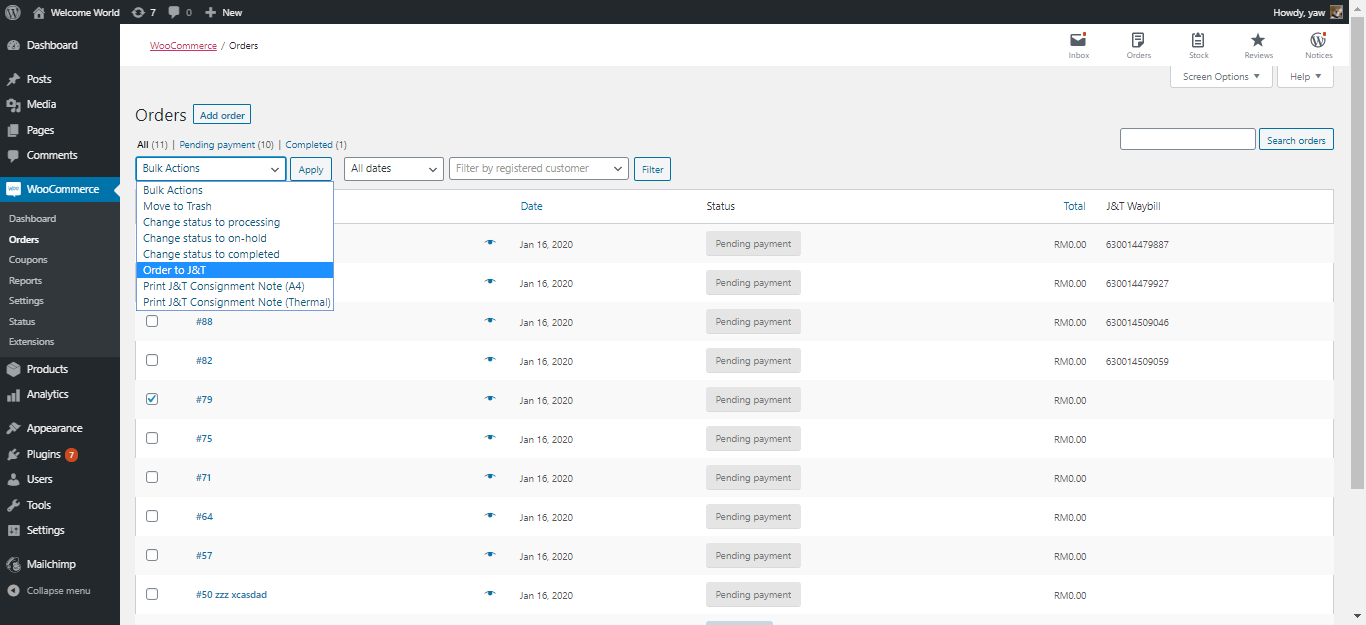 Welcome World 7 0 New Howdy, yaw
Dashboard
Posts
Media
Pages
Comments
WooCommerce
Dashboard
Orders
Coupons
Reports
Settings
Status
Extensions
Products
Analytics
Appearance
Plugins 7
Users
Tools
Settings
Mailchimp
Collapse menu
WooCommerce / Orders
Inbox Orders Stock Reviews Notices
Screen Options Help
Orders Add order
All (11) | Pending payment (10) | Completed (1)
Search orders
Bulk Actions Apply All dates Filter by registered customer Filter
Bulk Actions
Move to Trash
Change status to processing
Change status to on-hold
Change status to completed
Order to J&T
Print J&T Consignment Note (A4)
Print J&T Consignment Note (Thermal)
Date Status Total J&T Waybill
Jan 16, 2020 Pending payment RM0.00 630014479887
Jan 16, 2020 Pending payment RM0.00 630014479927
#88 Jan 16, 2020 Pending payment RM0.00 630014509046
#82 Jan 16, 2020 Pending payment RM0.00 630014509059
#79 Jan 16, 2020 Pending payment RM0.00
#75 Jan 16, 2020 Pending payment RM0.00
#71 Jan 16, 2020 Pending payment RM0.00
#64 Jan 16, 2020 Pending payment RM0.00
#57 Jan 16, 2020 Pending payment RM0.00
#50 zzz xcasdad Jan 16, 2020 Pending payment RM0.00